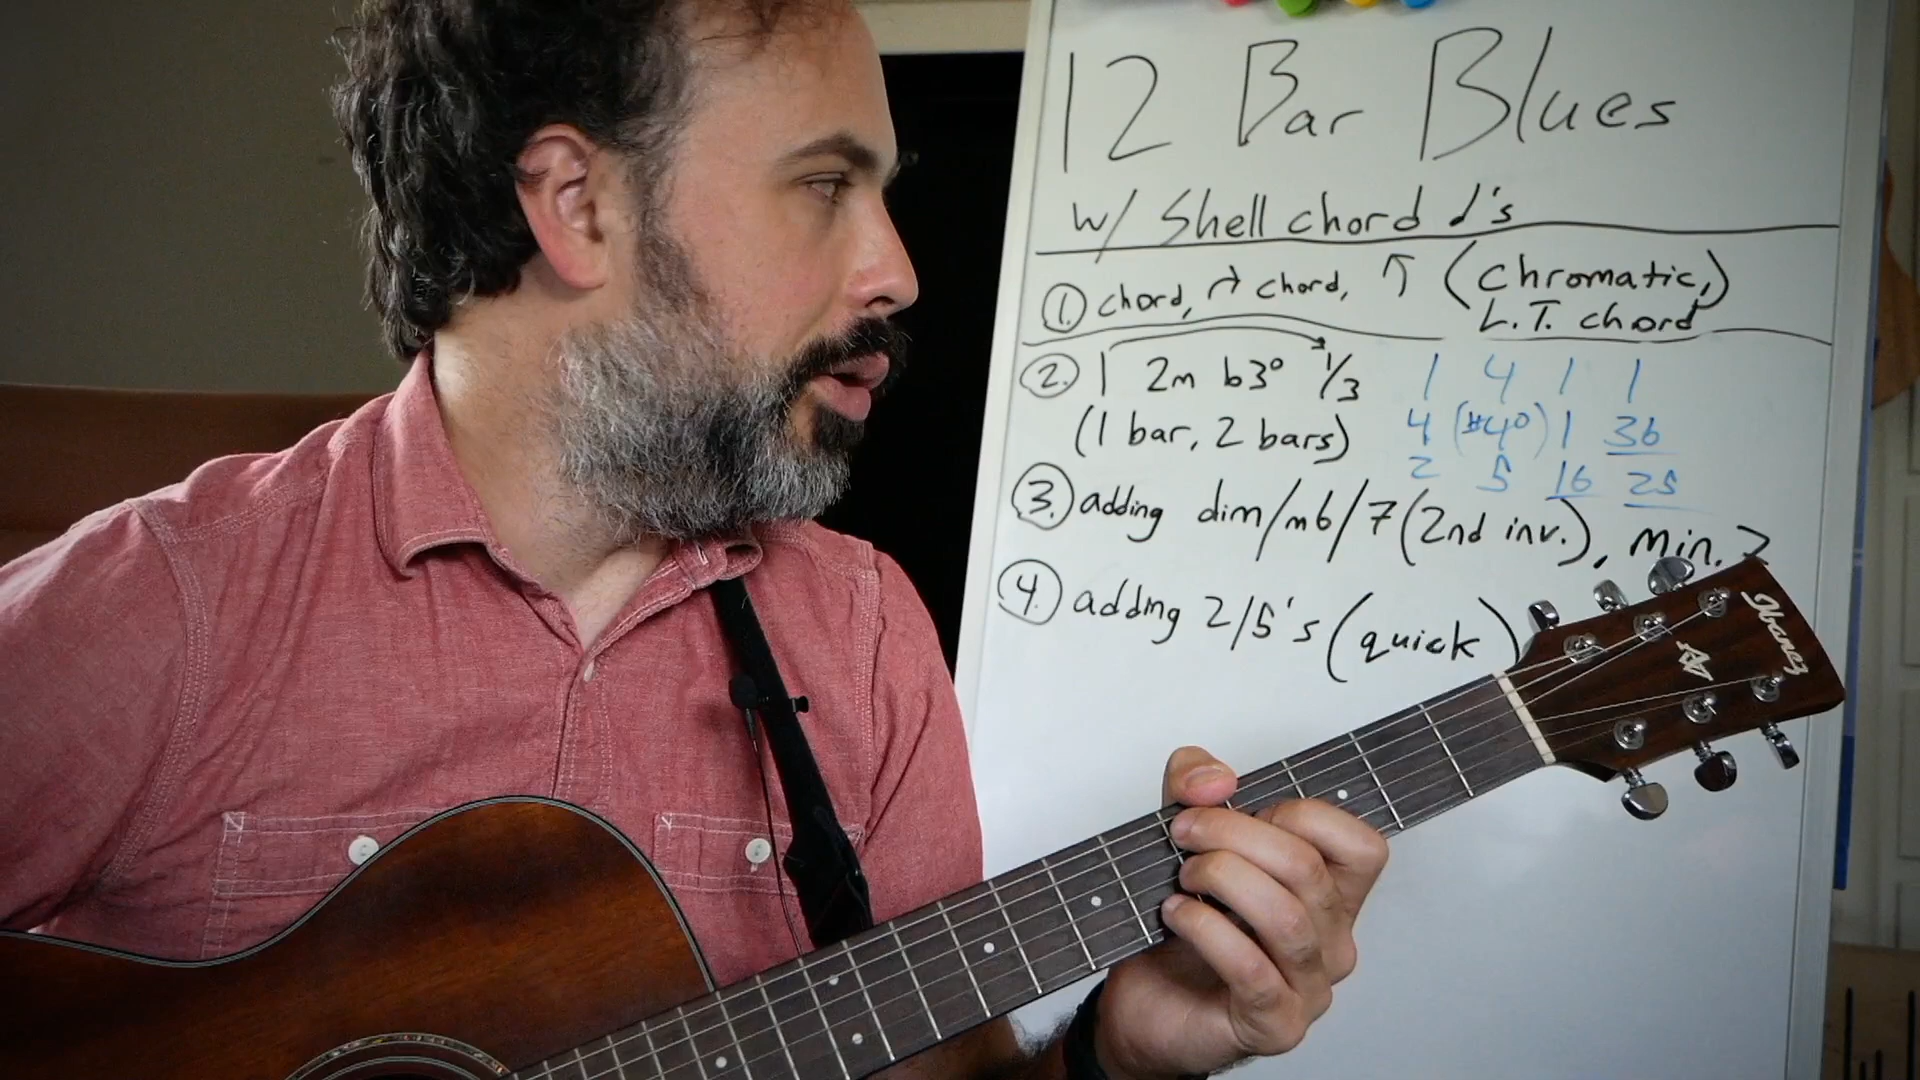 12 Bar Blues
w/ Shell chord d's
1. chord, → chord, ↑ (chromatic,)
L.T. chord
2. 1 2m b3° 1/3
(1 bar, 2 bars)
1 4 1 1
4 (#4°) 1 36
2 5 16 25
3. adding dim/m6/7 (2nd inv.), min.7
4. adding 2/5's (quick)
Ibanez